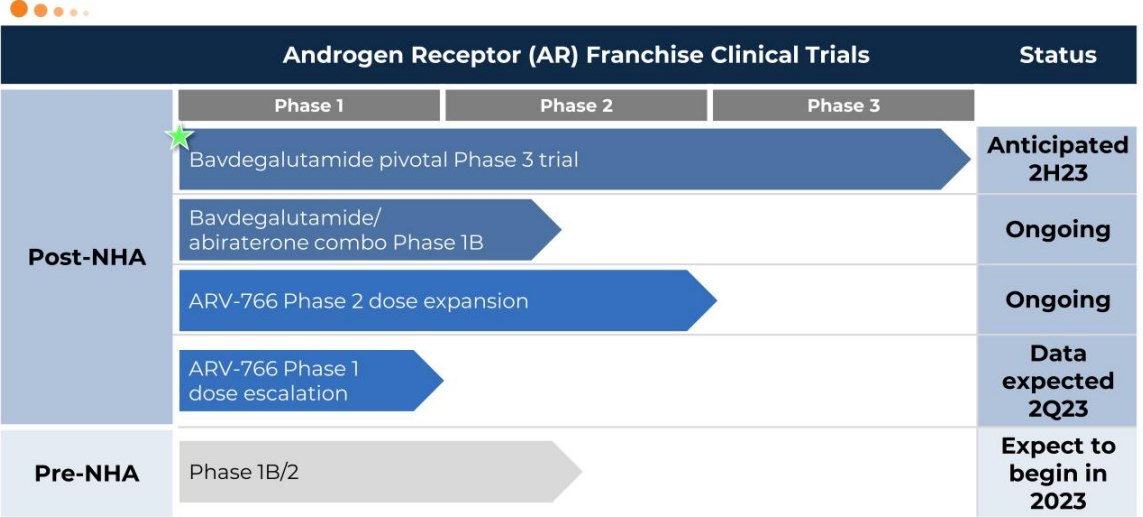 Androgen Receptor (AR) Franchise Clinical Trials
Status
Phase 1
Phase 2
Phase 3
Post-NHA
Bavdegalutamide pivotal Phase 3 trial
Anticipated
2H23
Bavdegalutamide/
abiraterone combo Phase 1B
Ongoing
ARV-766 Phase 2 dose expansion
Ongoing
ARV-766 Phase 1
dose escalation
Data
expected
2Q23
Pre-NHA
Phase 1B/2
Expect to
begin in
2023